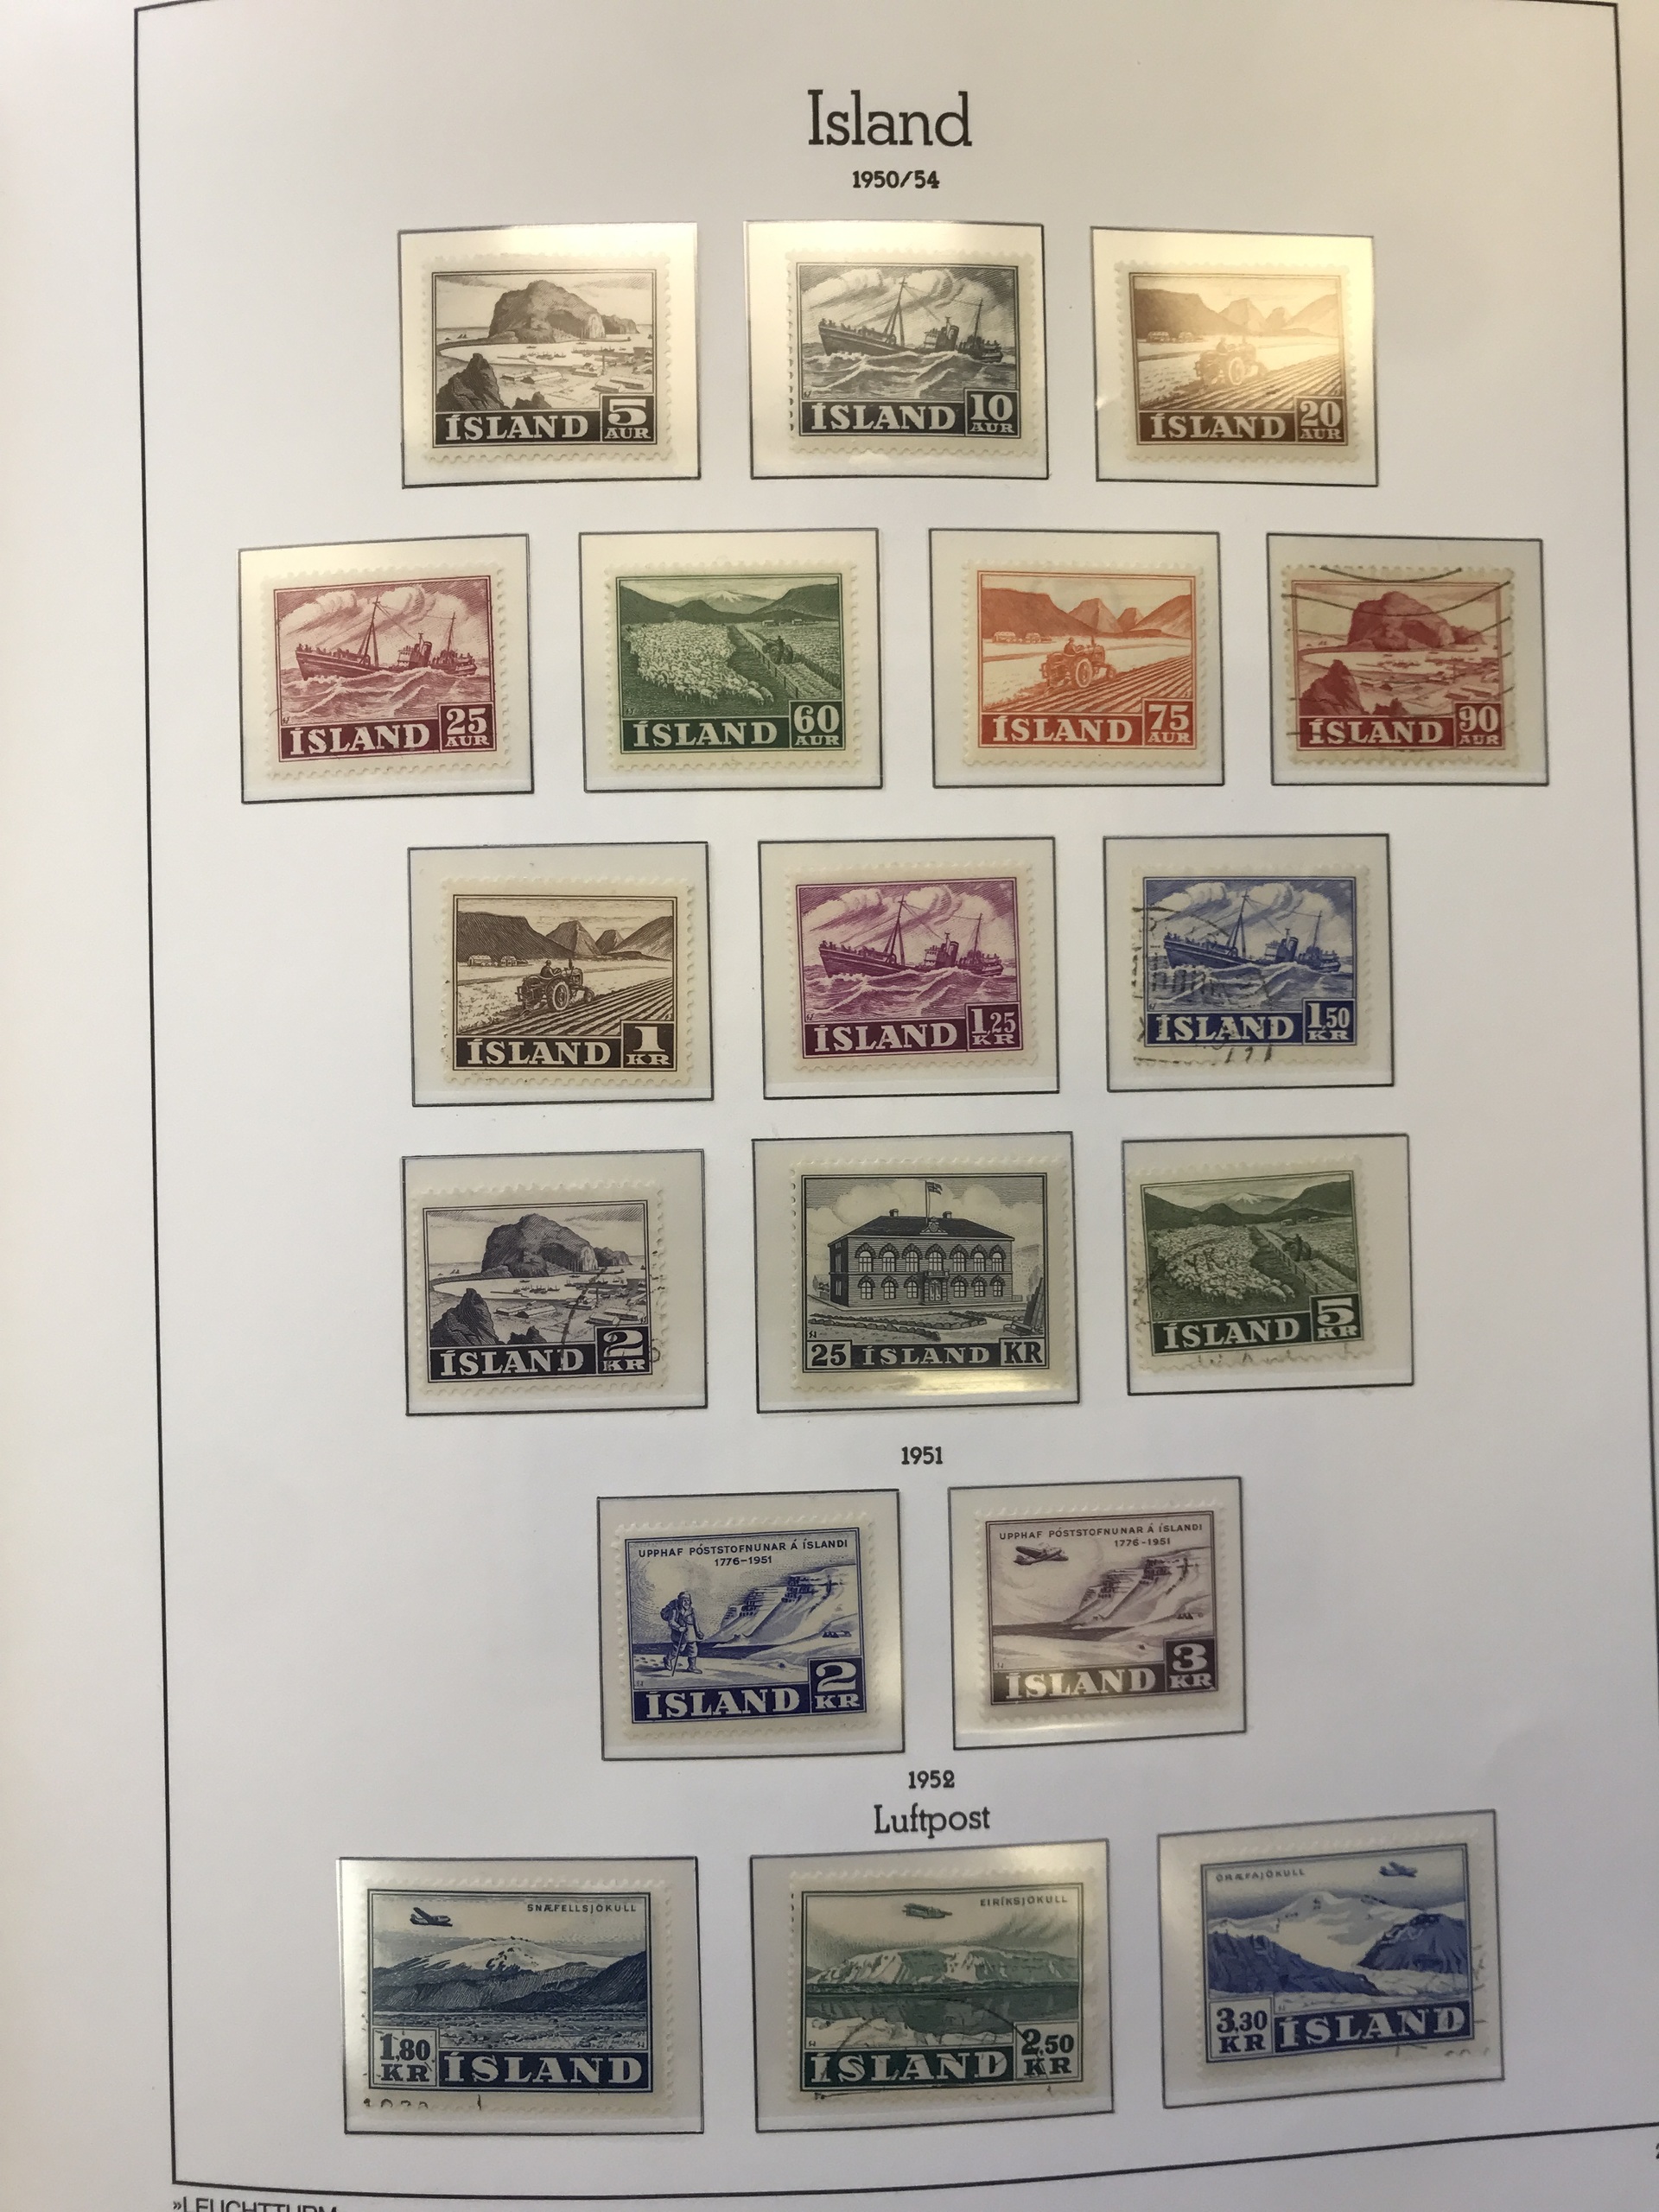 Island
1950/54
ÍSLAND 5 AUR
ÍSLAND 10 AUR
ÍSLAND 20 AUR
ÍSLAND 25 AUR
ÍSLAND 60 AUR
ÍSLAND 75 AUR
ÍSLAND 90 AUR
ÍSLAND 1 KR
ÍSLAND 1,25 KR
ÍSLAND 1,50 KR
ÍSLAND 2 KR
25 ÍSLAND KR
ÍSLAND 5 KR
1951
UPPHAF PÓSTSTOFNUNAR Á ÍSLANDI
1776-1951
ÍSLAND 2 KR
UPPHAF PÓSTSTOFNUNAR Á ÍSLANDI
1776-1951
ÍSLAND 3 KR
1952
Luftpost
SNÆFELLSJÖKULL
1,80 KR ÍSLAND
EIRÍKSJÖKULL
ÍSLAND 2,50 KR
ÖRÆFAJÖKULL
3,30 KR ÍSLAND
»LEUCHTTURM